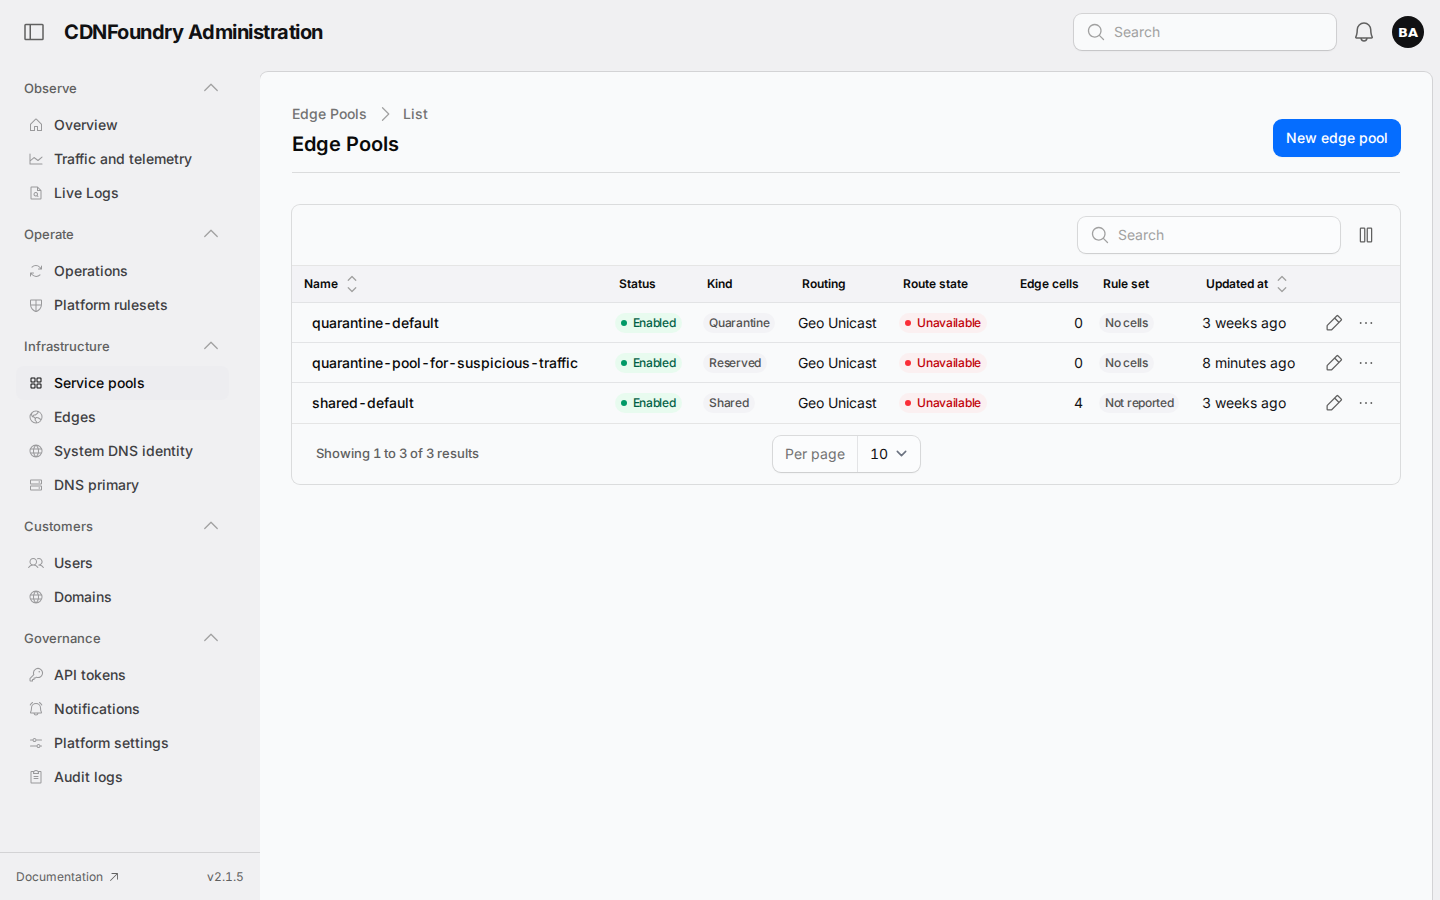 CDNFoundry Administration
Search
BA
Observe
Overview
Traffic and telemetry
Live Logs
Operate
Operations
Platform rulesets
Infrastructure
Service pools
Edges
System DNS identity
DNS primary
Customers
Users
Domains
Governance
API tokens
Notifications
Platform settings
Audit logs
Documentation
v2.1.5
Edge Pools List
Edge Pools
New edge pool
Search
Name Status Kind Routing Route state Edge cells Rule set Updated at
quarantine-default Enabled Quarantine Geo Unicast Unavailable 0 No cells 3 weeks ago
quarantine-pool-for-suspicious-traffic Enabled Reserved Geo Unicast Unavailable 0 No cells 8 minutes ago
shared-default Enabled Shared Geo Unicast Unavailable 4 Not reported 3 weeks ago
Showing 1 to 3 of 3 results
Per page 10